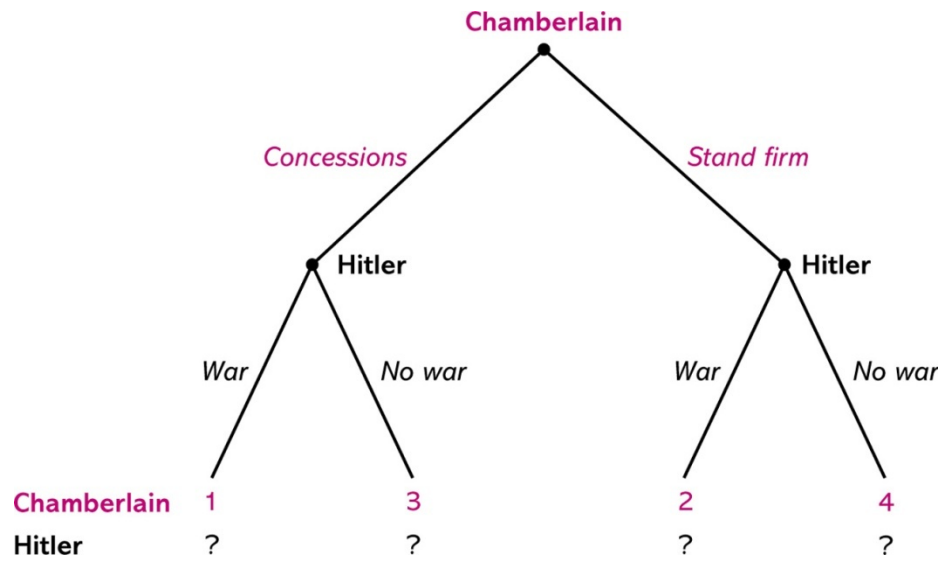 Chamberlain
Concessions Stand firm
Hitler Hitler
War No war War No war
Chamberlain 1 3 2 4
Hitler ? ? ? ?